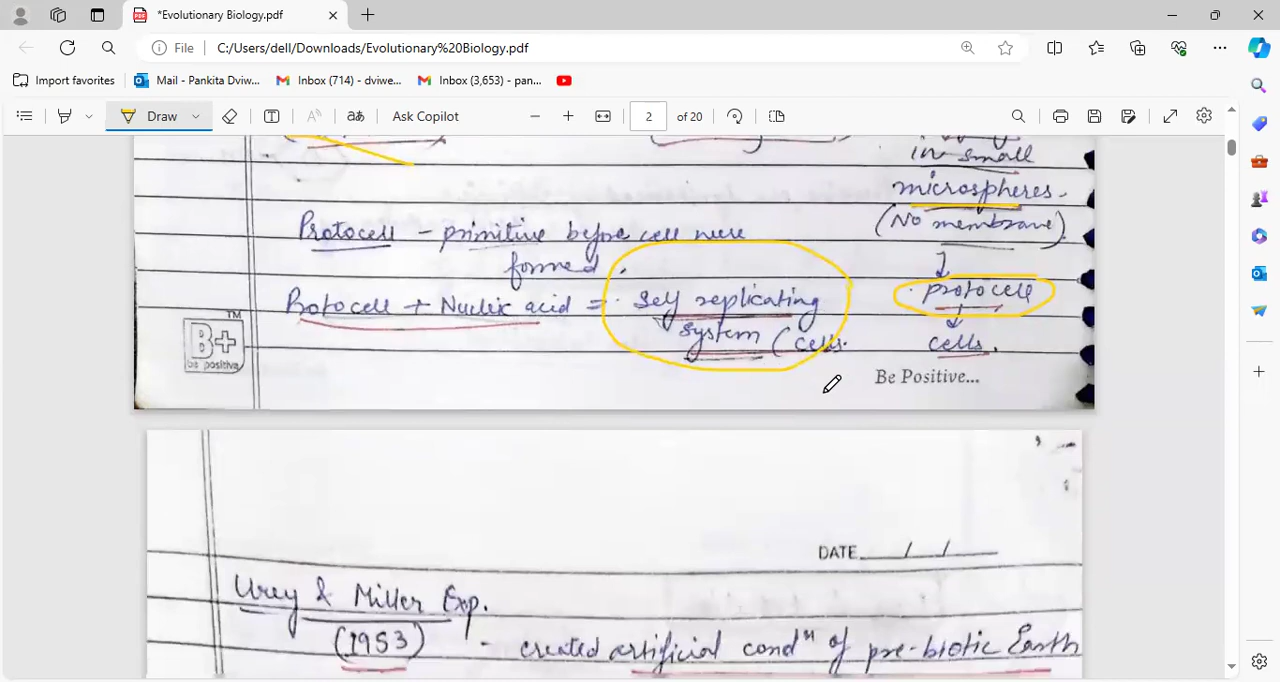 *Evolutionary Biology.pdf
File C:/Users/dell/Downloads/Evolutionary%20Biology.pdf
Import favorites Mail - Pankita Dviw... Inbox (714) - dviwe... Inbox (3,653) - pan...
Draw Ask Copilot 2 of 20
in small
microspheres.
(No membrane)
Protocell - primitive before cell were
formed.
protocell
Protocell + Nucleic acid = self replicating
system (cells.
cells.
B+ TM
be positive
Be Positive...
DATE / /
Urey & Miller Exp.
(1953) - created artificial condⁿ of pre-biotic Earth